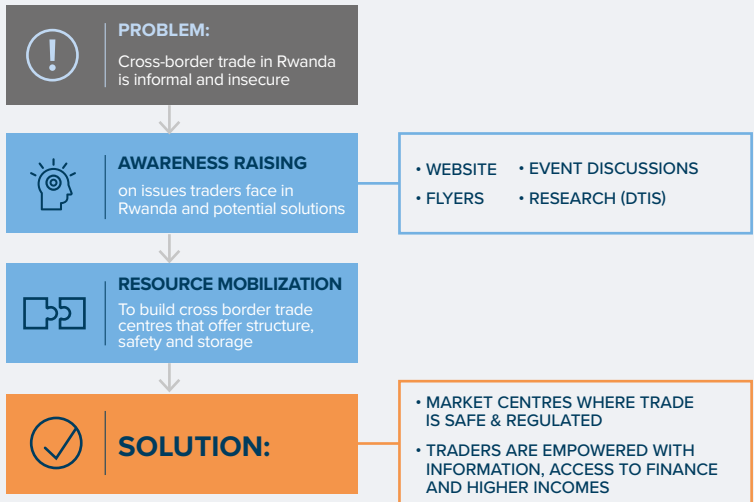 PROBLEM:
Cross-border trade in Rwanda
is informal and insecure
AWARENESS RAISING
on issues traders face in
Rwanda and potential solutions
• WEBSITE
• EVENT DISCUSSIONS
• FLYERS
• RESEARCH (DTIS)
RESOURCE MOBILIZATION
To build cross border trade
centres that offer structure,
safety and storage
SOLUTION:
• MARKET CENTRES WHERE TRADE
IS SAFE & REGULATED
• TRADERS ARE EMPOWERED WITH
INFORMATION, ACCESS TO FINANCE
AND HIGHER INCOMES